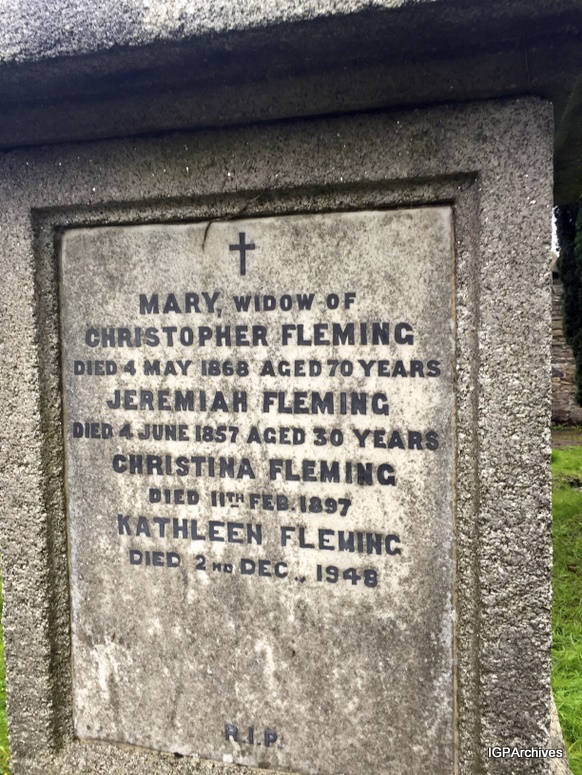 MARY, WIDOW OF
CHRISTOPHER FLEMING
DIED 4 MAY 1868 AGED 70 YEARS
JEREMIAH FLEMING
DIED 4 JUNE 1857 AGED 30 YEARS
CHRISTINA FLEMING
DIED 11TH FEB. 1897
KATHLEEN FLEMING
DIED 2ND DEC., 1948
R.I.P.
IGPArchives